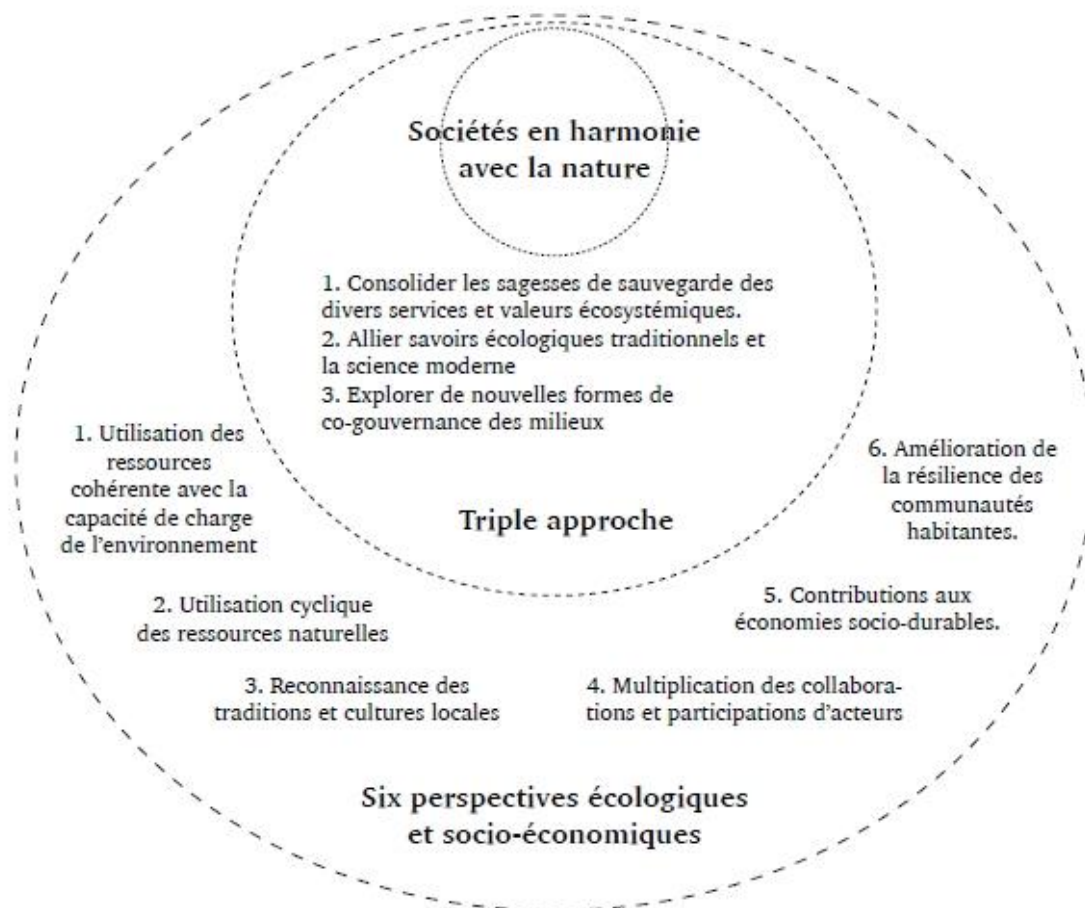 Sociétés en harmonie
avec la nature
1. Consolider les sagesses de sauvegarde des
divers services et valeurs écosystémiques.
2. Allier savoirs écologiques traditionnels et
la science moderne
3. Explorer de nouvelles formes de
co-gouvernance des milieux
Triple approche
1. Utilisation des
ressources
cohérente avec la
capacité de charge
de l'environnement
2. Utilisation cyclique
des ressources naturelles
3. Reconnaissance des
traditions et cultures locales
4. Multiplication des collabora-
tions et participations d'acteurs
5. Contributions aux
économies socio-durables.
6. Amélioration de
la résilience des
communautés
habitantes.
Six perspectives écologiques
et socio-économiques